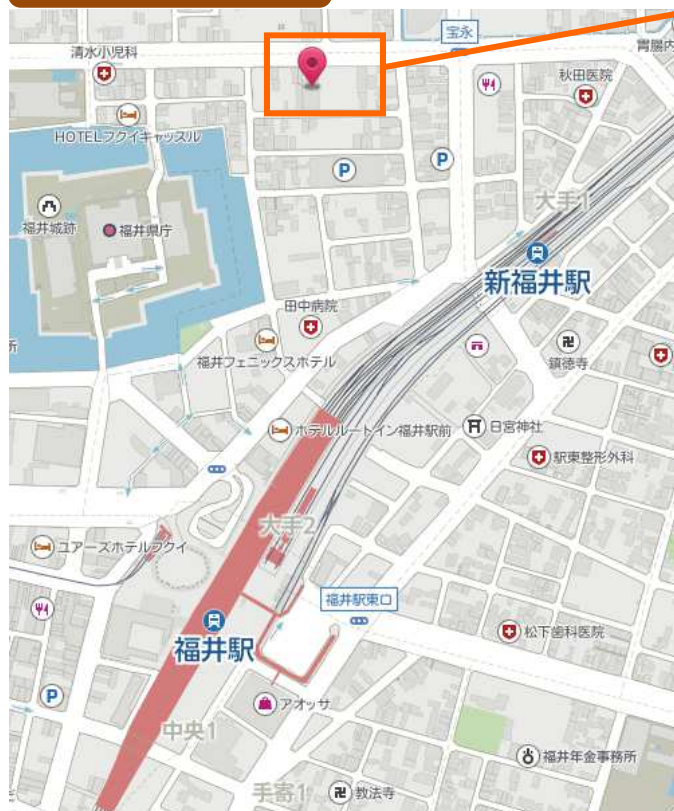 宝永
清水小児科
胃腸内
秋田医院
HOTELフクイキャッスル
P
P
大手1
福井城跡
福井県庁
新福井駅
田中病院
所
福井フェニックスホテル
鎮徳寺
ホテルルートイン福井駅前
日宮神社
駅東整形外科
大手2
ユアーズホテルフクイ
福井駅東口
福井駅
松下歯科医院
P
アオッサ
中央1
福井年金事務所
手寄1
教法寺